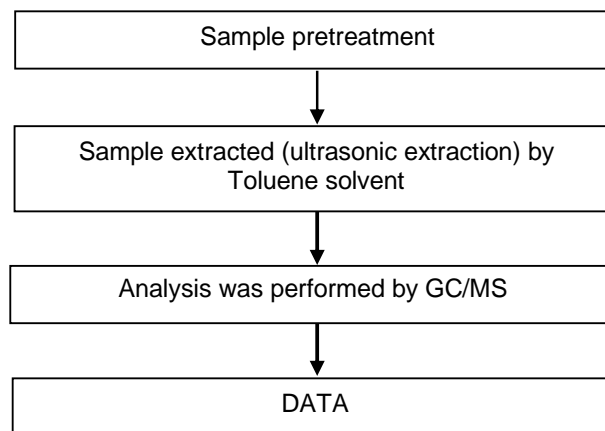 Sample pretreatment
Sample extracted (ultrasonic extraction) by
Toluene solvent
Analysis was performed by GC/MS
DATA